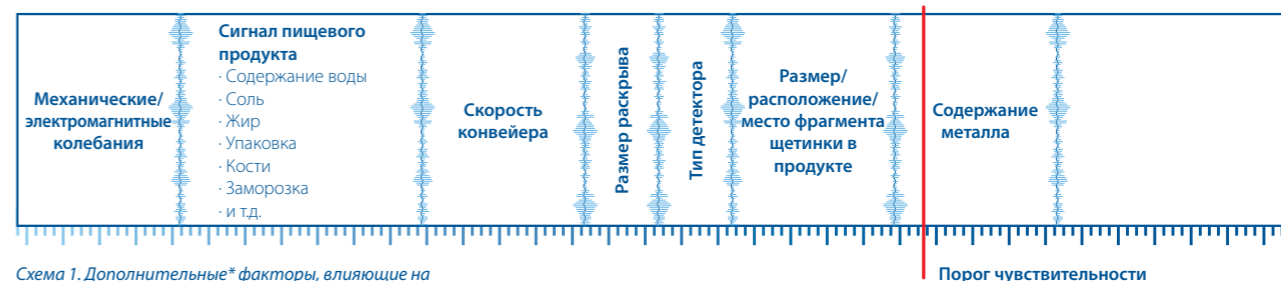 Механические/
электромагнитные
колебания
Сигнал пищевого
продукта
· Содержание воды
· Соль
· Жир
· Упаковка
· Кости
· Заморозка
· и т.д.
Скорость
конвейера
Размер раскрыва
Тип детектора
Размер/
расположение/
место фрагмента
щетинки в
продукте
Содержание
металла
Схема 1. Дополнительные* факторы, влияющие на
Порог чувствительности